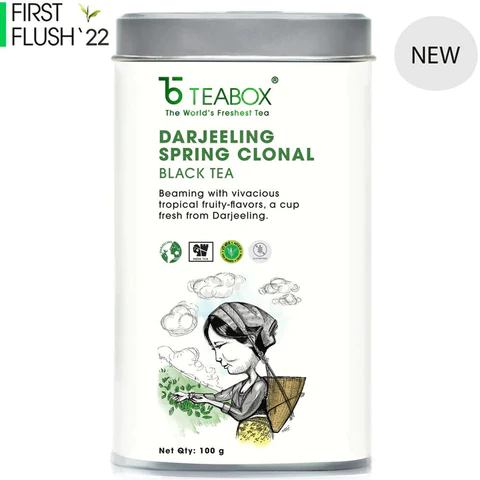 FIRST
FLUSH '22
NEW
TEABOX®
The World's Freshest Tea
DARJEELING
SPRING CLONAL
BLACK TEA
Beaming with vivacious
tropical fruity-flavors, a cup
fresh from Darjeeling.
Net Qty: 100 g